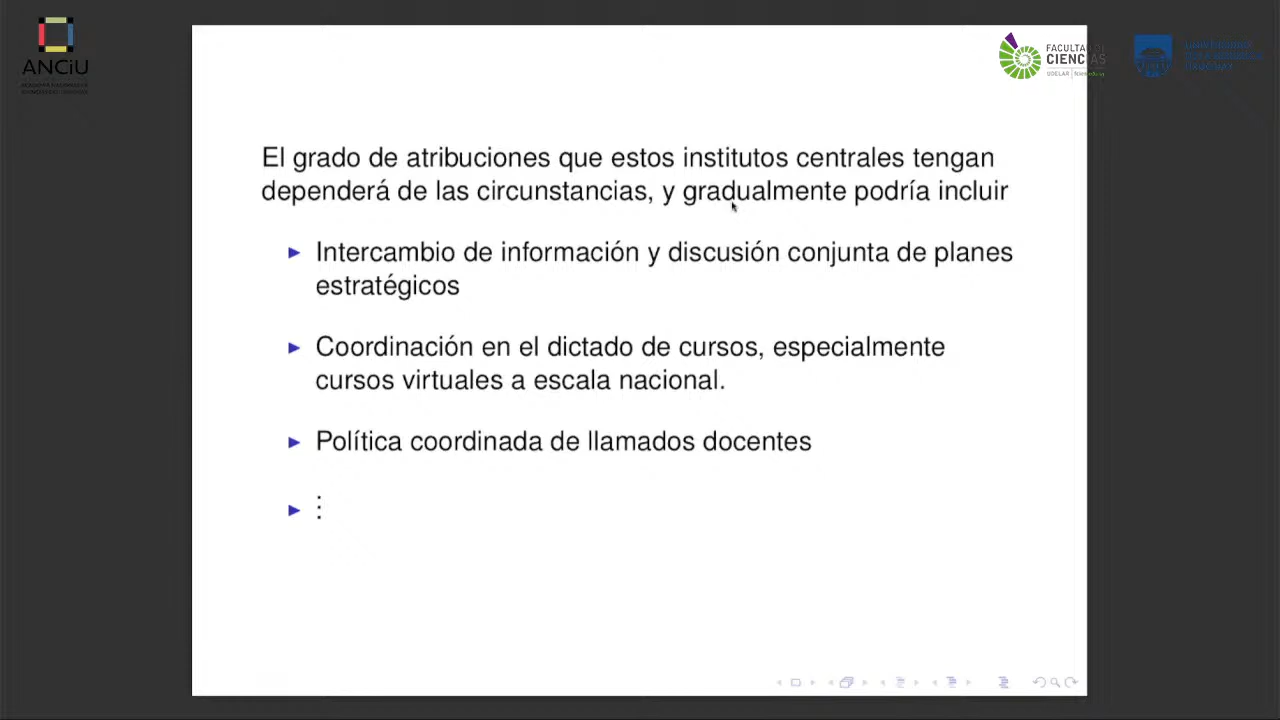 ANCiU
FACULTAD DE
CIENCIAS
UDELAR
El grado de atribuciones que estos institutos centrales tengan
dependerá de las circunstancias, y gradualmente podría incluir
▶ Intercambio de información y discusión conjunta de planes
estratégicos
▶ Coordinación en el dictado de cursos, especialmente
cursos virtuales a escala nacional.
▶ Política coordinada de llamados docentes
▶ ⋮